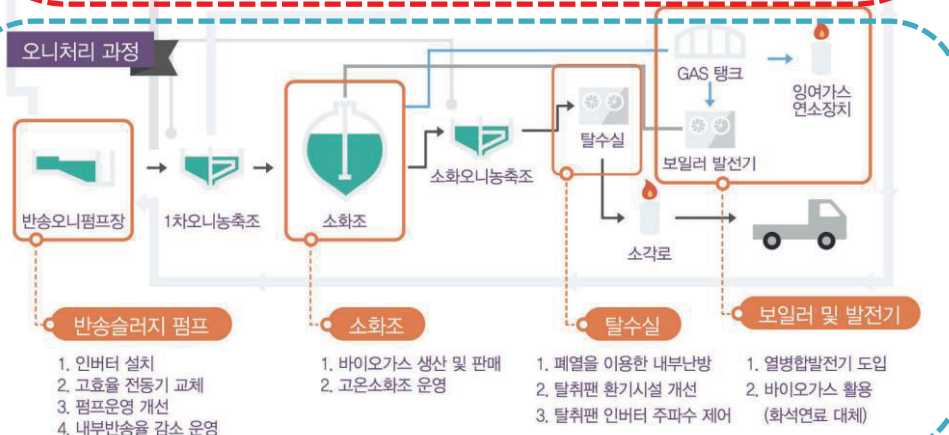 오니처리 과정
GAS 탱크
잉여가스
연소장치
탈수실
보일러 발전기
소화오니농축조
반송오니펌프장
1차오니농축조
소화조
소각로
반송슬러지 펌프
1. 인버터 설치
2. 고효율 전동기 교체
3. 펌프운영 개선
4. 내부반송율 감소 운영
소화조
1. 바이오가스 생산 및 판매
2. 고온소화조 운영
탈수실
1. 폐열을 이용한 내부난방
2. 탈취팬 환기시설 개선
3. 탈취팬 인버터 주파수 제어
보일러 및 발전기
1. 열병합발전기 도입
2. 바이오가스 활용
(화석연료 대체)